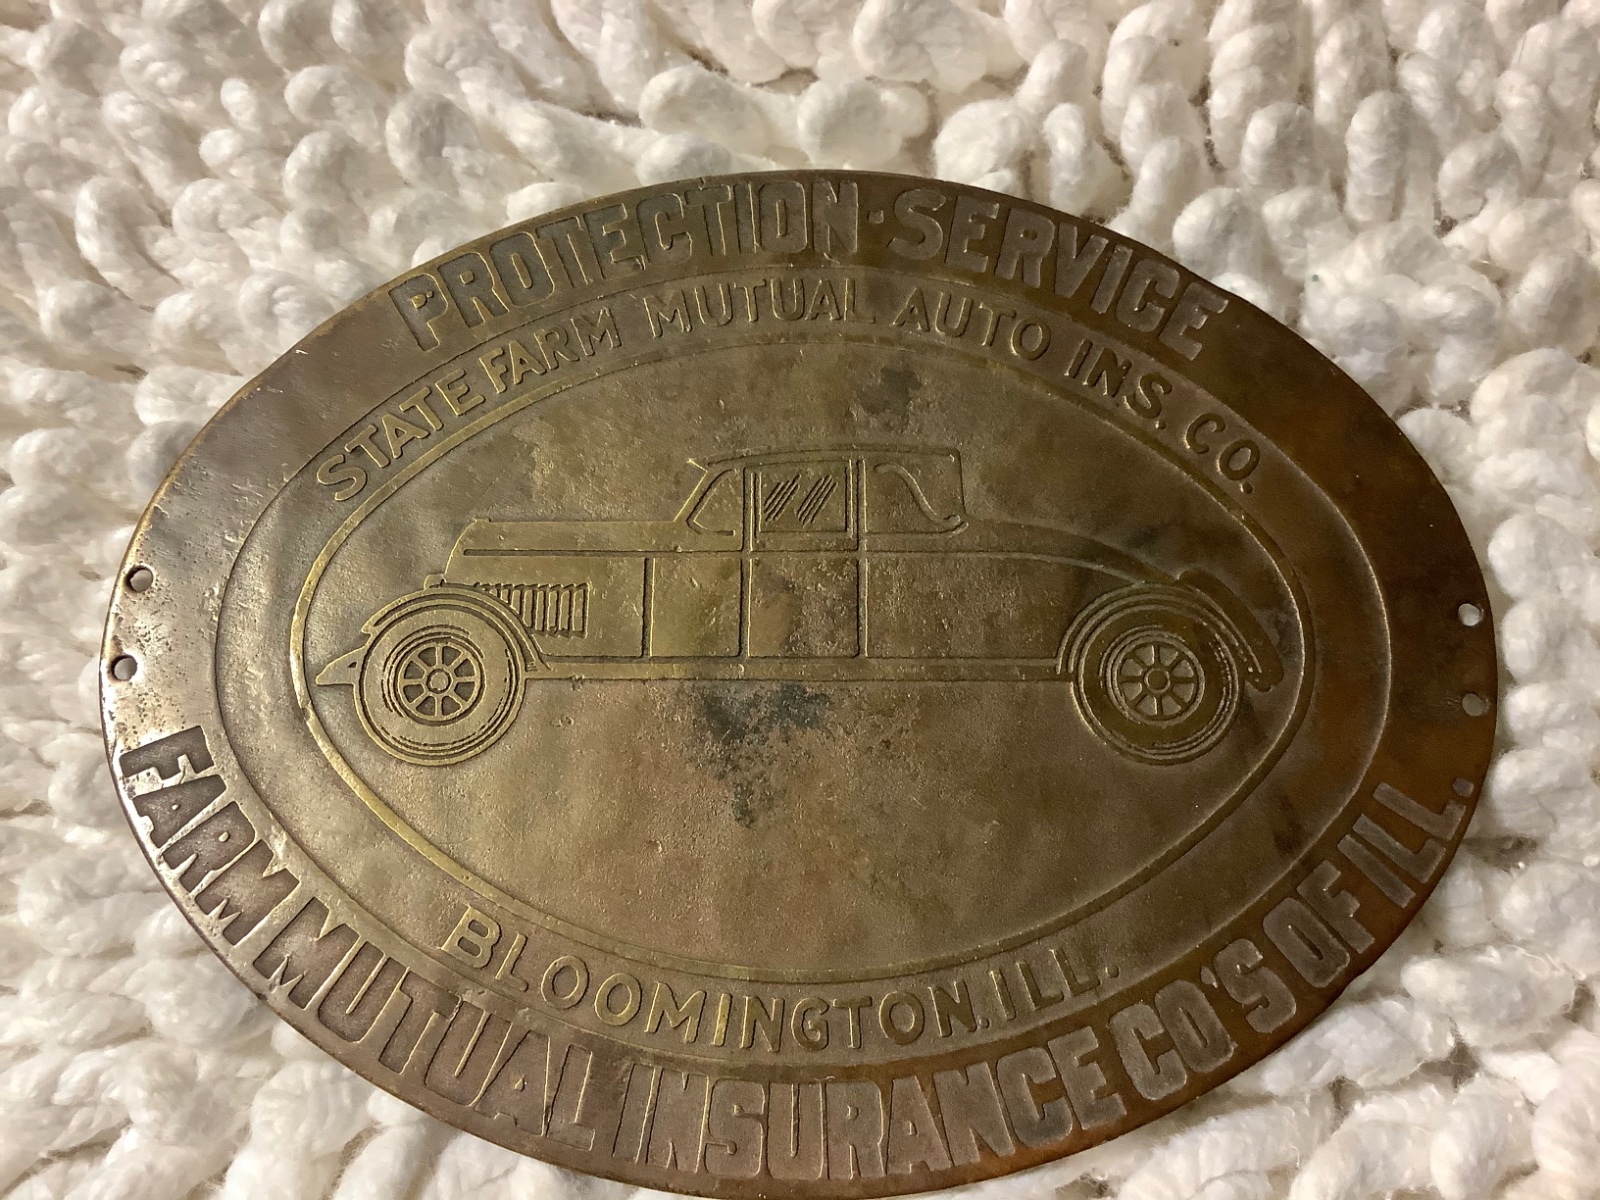 PROTECTION·SERVICE
STATE FARM MUTUAL AUTO INS. CO.
BLOOMINGTON. ILL.
FARM MUTUAL INSURANCE CO'S OF ILL.